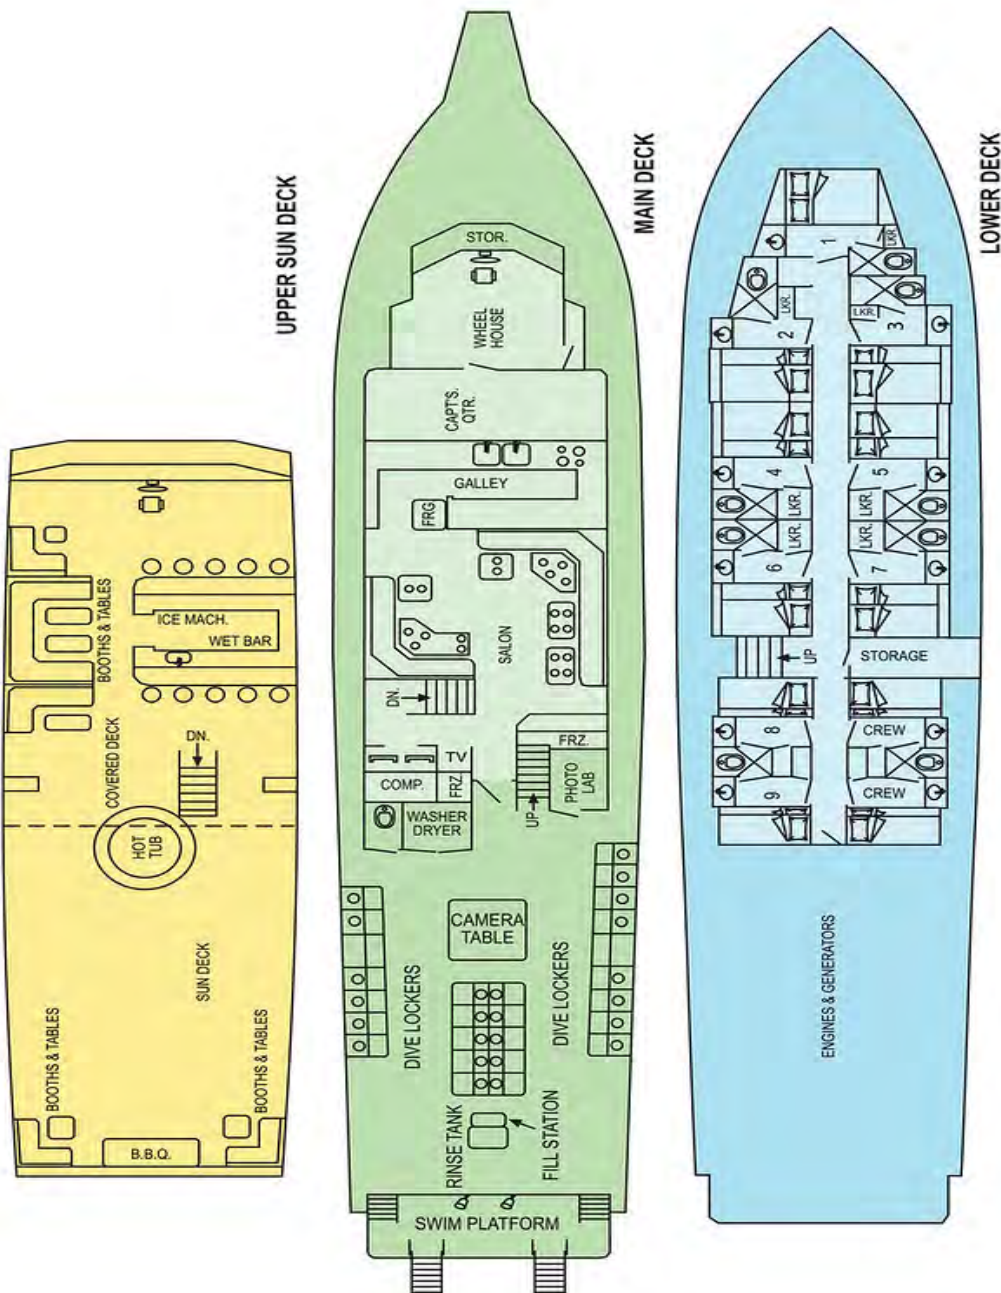 UPPER SUN DECK
BOOTHS & TABLES
ICE MACH.
WET BAR
COVERED DECK
DN.
HOT
TUB
SUN DECK
BOOTHS & TABLES
BOOTHS & TABLES
B.B.Q.
MAIN DECK
STOR.
WHEEL
HOUSE
CAPT'S.
QTR.
GALLEY
FRG
SALON
DN.
TV
FRZ.
COMP.
FRZ
PHOTO
LAB
UP
WASHER
DRYER
CAMERA
TABLE
DIVE LOCKERS
DIVE LOCKERS
RINSE TANK
FILL STATION
SWIM PLATFORM
LOWER DECK
1
LKR
LKR.
LKR.
2
3
4
5
LKR.
LKR.
LKR.
LKR.
6
7
UP
STORAGE
8
CREW
9
CREW
ENGINES & GENERATORS